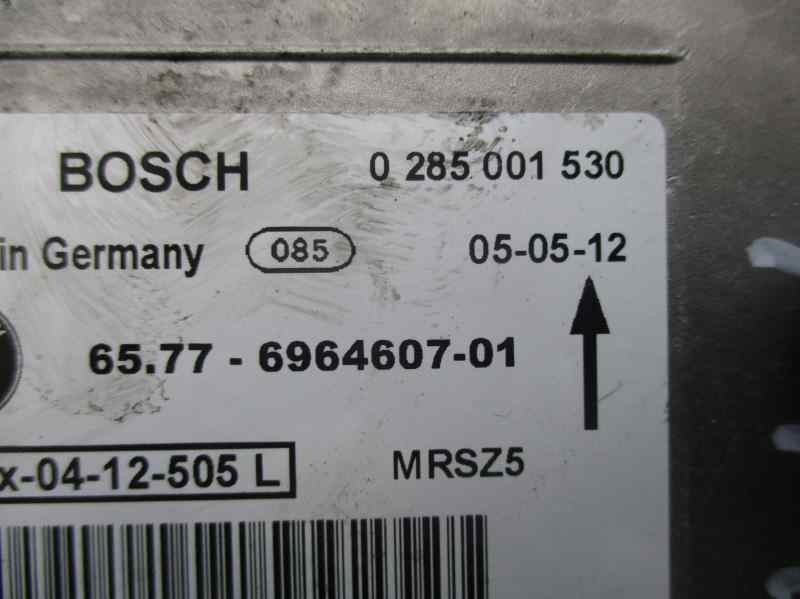 BOSCH 0 285 001 530
in Germany 085 05-05-12
65.77 - 6964607-01
x-04-12-505 L MRSZ5